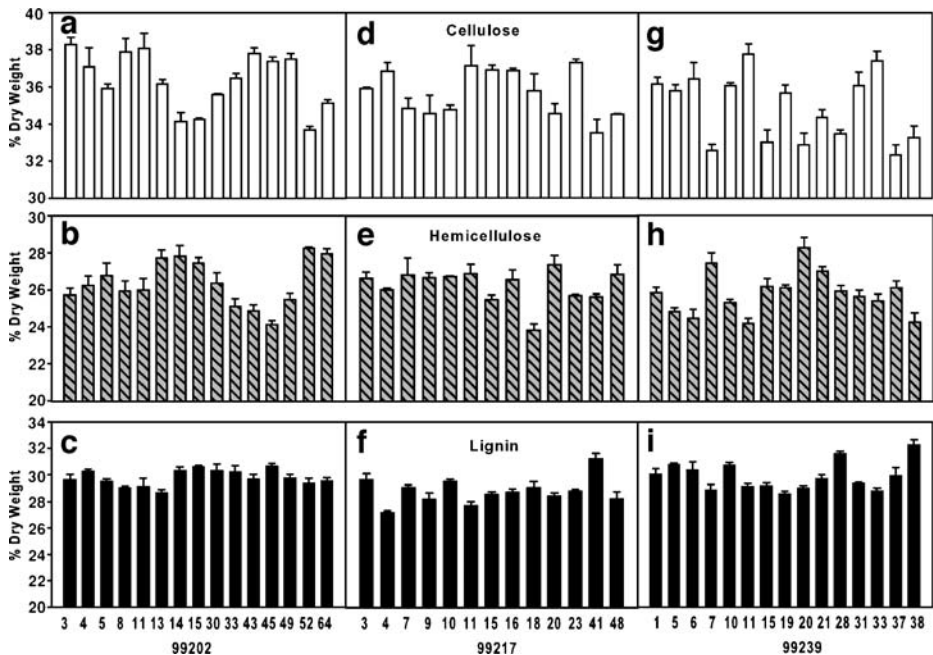 a
d
Cellulose
g
% Dry Weight
40
38
36
34
32
30
b
e
Hemicellulose
h
% Dry Weight
30
28
26
24
22
20
c
f
Lignin
i
% Dry Weight
34
32
30
28
26
24
22
20
3 4 5 8 11 13 14 15 30 33 43 45 49 52 64
3 4 7 9 10 11 15 16 18 20 23 41 48
1 5 6 7 10 11 15 19 20 21 28 31 33 37 38
99202
99217
99239